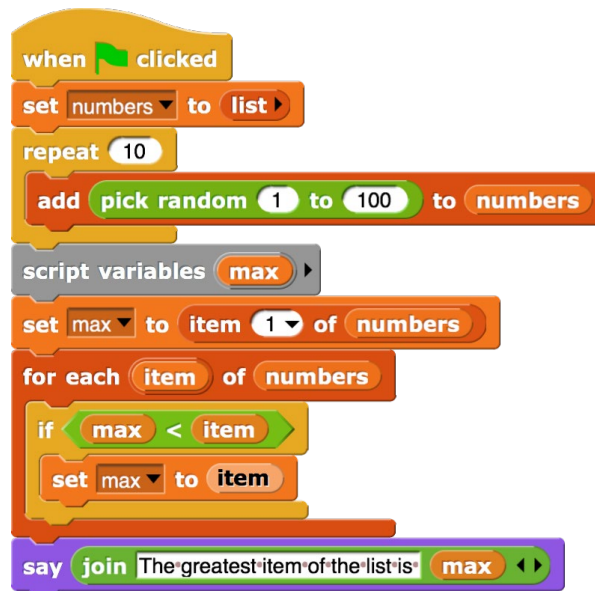 when clicked
set numbers to list
repeat 10
add pick random 1 to 100 to numbers
script variables max
set max to item 1 of numbers
for each item of numbers
if max < item
set max to item
say join The greatest item of the list is max